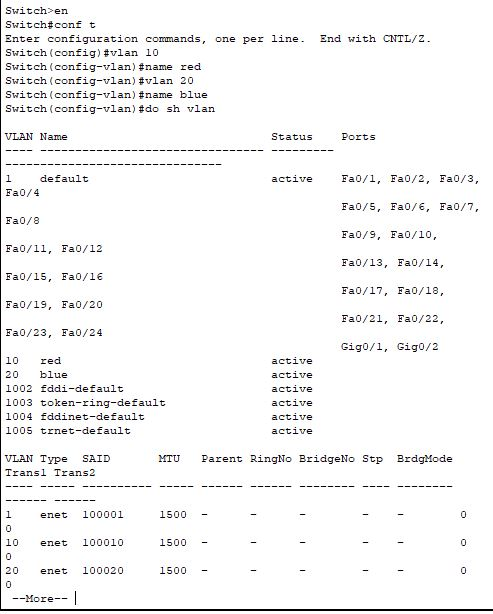 Switch>en
Switch#conf t
Enter configuration commands, one per line.  End with CNTL/Z.
Switch(config)#vlan 10
Switch(config-vlan)#name red
Switch(config-vlan)#vlan 20
Switch(config-vlan)#name blue
Switch(config-vlan)#do sh vlan
VLAN Name                             Status    Ports
---- -------------------------------- ---------
-------------------------------
1    default                          active    Fa0/1, Fa0/2, Fa0/3,
Fa0/4
                                                Fa0/5, Fa0/6, Fa0/7,
Fa0/8
                                                Fa0/9, Fa0/10,
Fa0/11, Fa0/12
                                                Fa0/13, Fa0/14,
Fa0/15, Fa0/16
                                                Fa0/17, Fa0/18,
Fa0/19, Fa0/20
                                                Fa0/21, Fa0/22,
Fa0/23, Fa0/24
                                                Gig0/1, Gig0/2
10   red                              active
20   blue                             active
1002 fddi-default                     active
1003 token-ring-default               active
1004 fddinet-default                  active
1005 trnet-default                    active
VLAN Type  SAID       MTU   Parent RingNo BridgeNo Stp  BrdgMode
Trans1 Trans2
---- ----- ---------- ----- ------ ------ -------- ---- --------
------ ------
1    enet  100001     1500  -      -      -        -    -        0
0
10   enet  100010     1500  -      -      -        -    -        0
0
20   enet  100020     1500  -      -      -        -    -        0
0
 --More--